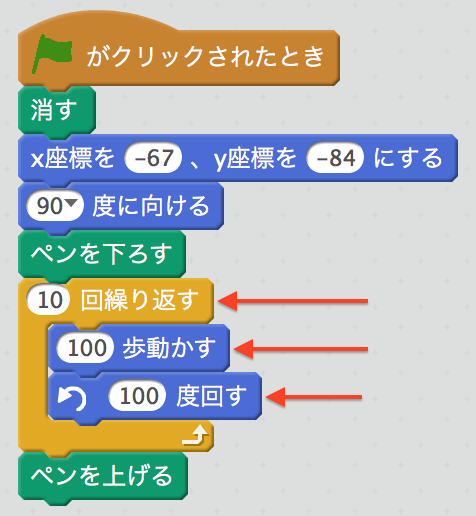 がクリックされたとき
消す
x座標を -67 、y座標を -84 にする
90 度に向ける
ペンを下ろす
10 回繰り返す
100 歩動かす
100 度回す
ペンを上げる